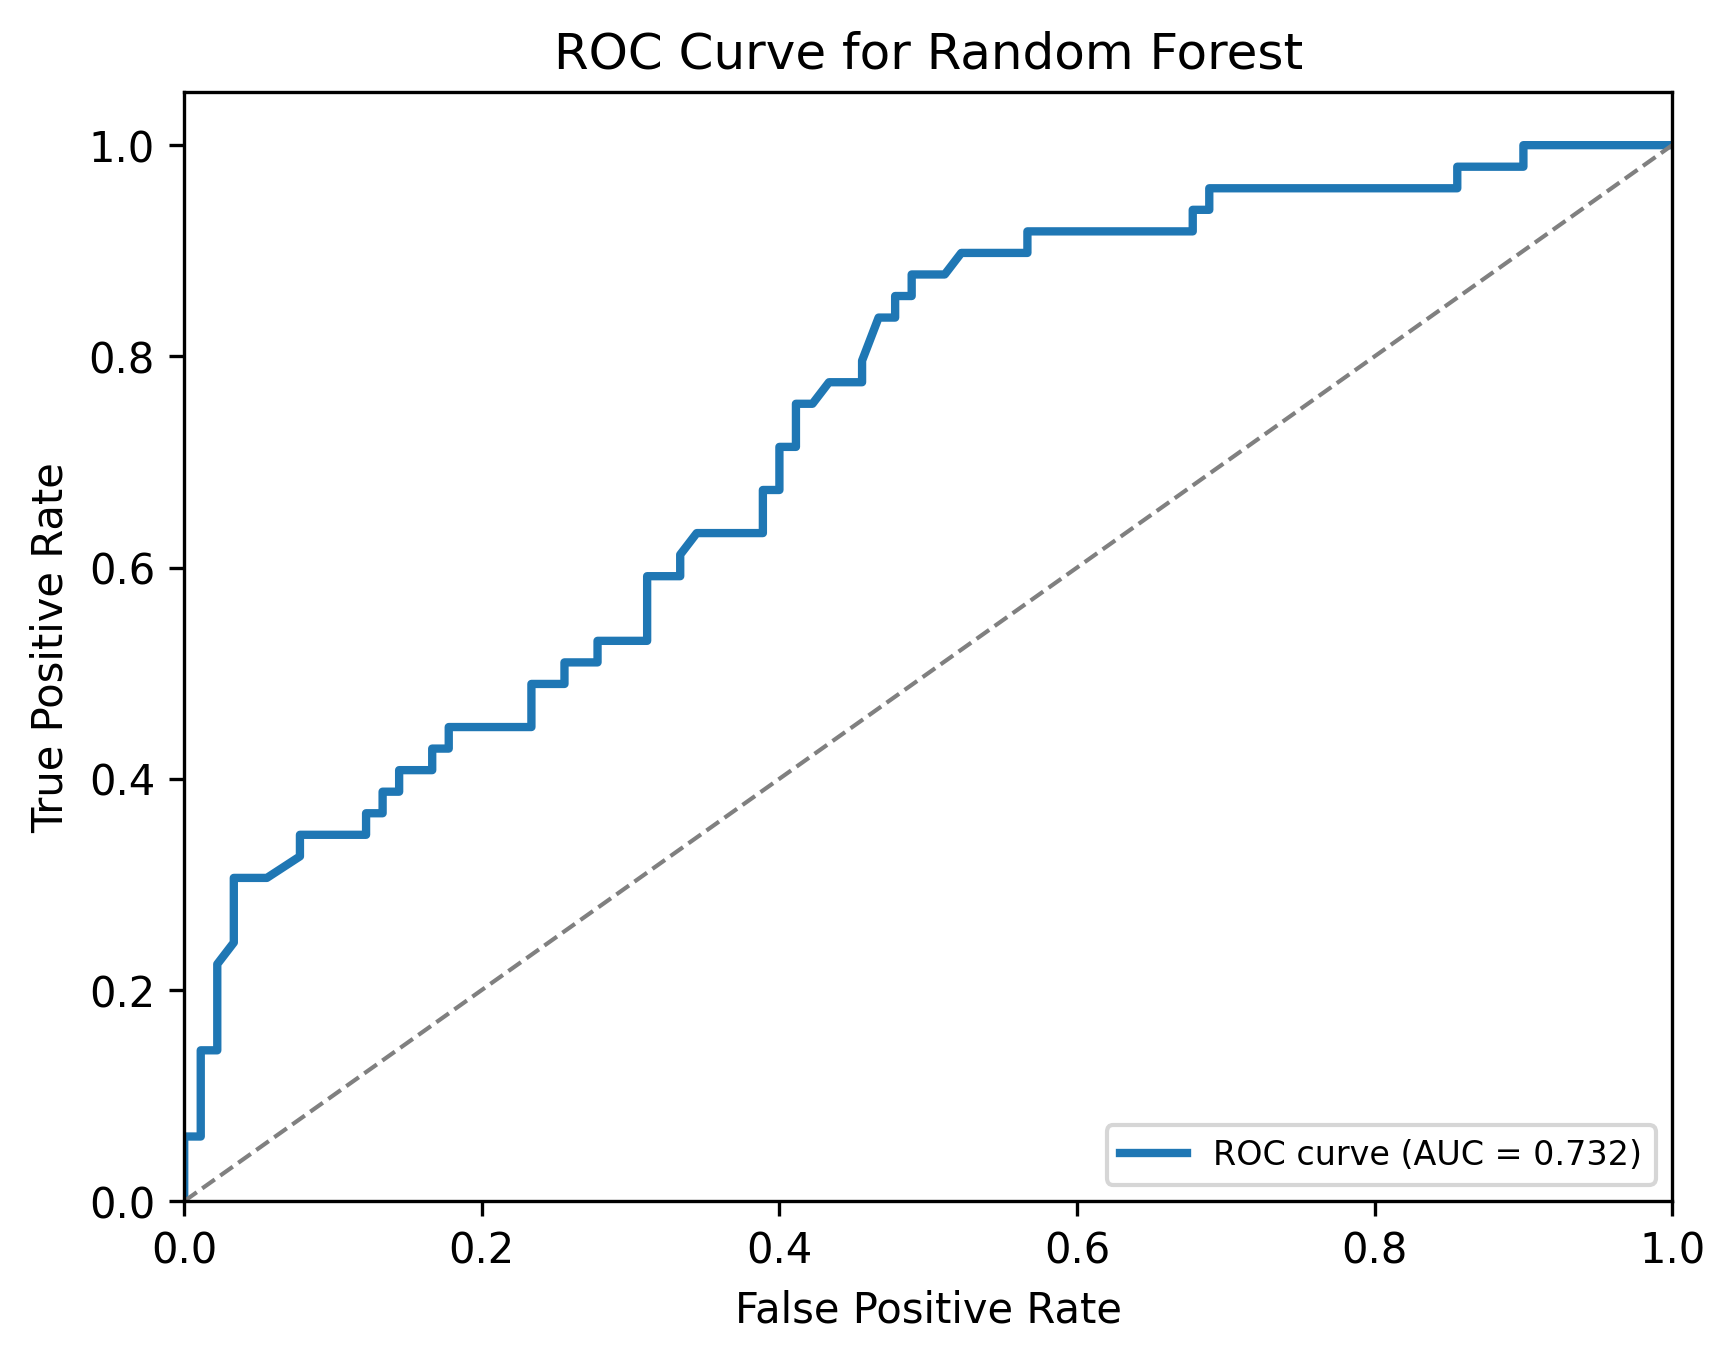 ROC Curve for Random Forest
1.0
0.8
0.6
0.4
0.2
0.0
True Positive Rate
ROC curve (AUC = 0.732)
0.0 0.2 0.4 0.6 0.8 1.0
False Positive Rate